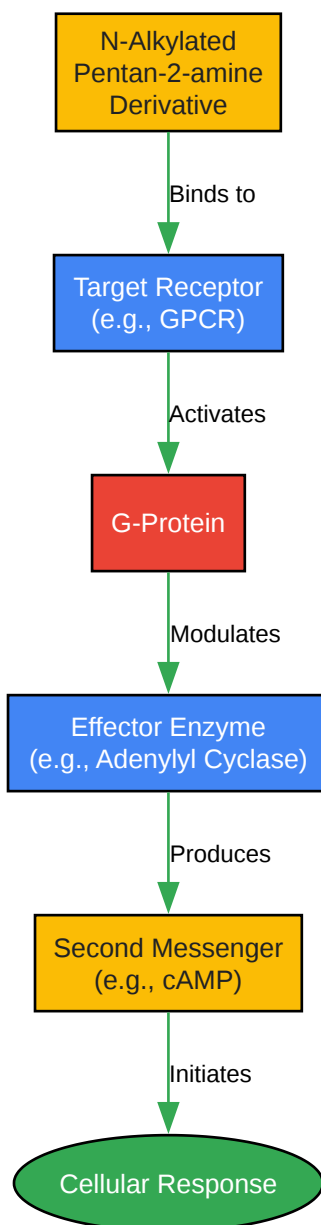 N-Alkylated
Pentan-2-amine
Derivative
Binds to
Target Receptor
(e.g., GPCR)
Activates
G-Protein
Modulates
Effector Enzyme
(e.g., Adenylyl Cyclase)
Produces
Second Messenger
(e.g., cAMP)
Initiates
Cellular Response